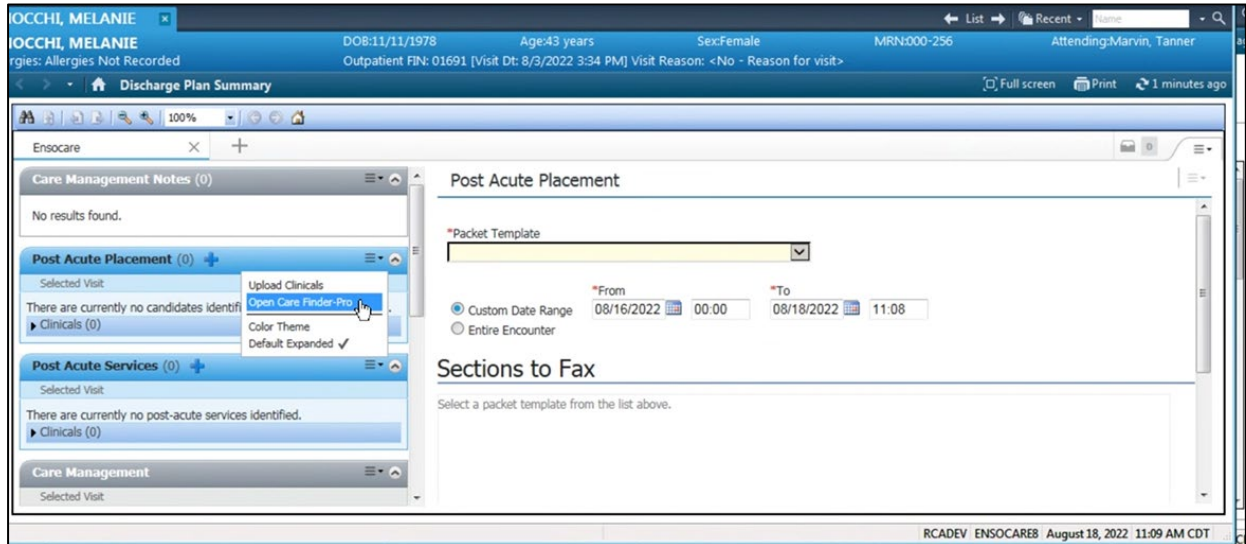 IOCCHI, MELANIE
List Recent Name
IOCCHI, MELANIE DOB:11/11/1978 Age:43 years Sex:Female MRN:000-256 Attending:Marvin, Tanner
rgies: Allergies Not Recorded Outpatient FIN: 01691 [Visit Dt: 8/3/2022 3:34 PM] Visit Reason: <No - Reason for visit>
Discharge Plan Summary Full screen Print 1 minutes ago
100%
Ensocare 0
Care Management Notes (0)
No results found.
Post Acute Placement (0)
Selected Visit
There are currently no candidates identifi
Clinicals (0)
Upload Clinicals
Open Care Finder-Pro
Color Theme
Default Expanded ✓
Post Acute Services (0)
Selected Visit
There are currently no post-acute services identified.
Clinicals (0)
Care Management
Selected Visit
Post Acute Placement
*Packet Template
*From *To
Custom Date Range 08/16/2022 00:00 08/18/2022 11:08
Entire Encounter
Sections to Fax
Select a packet template from the list above.
RCADEV ENSOCARE8 August 18, 2022 11:09 AM CDT